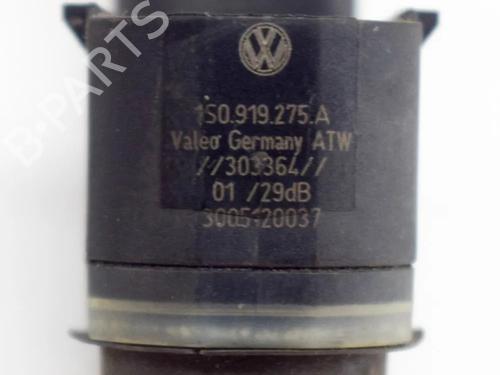 1S0.919.275.A
Valeo Germany ATW
//303364//
01 /29dB
3005120037
B-Parts